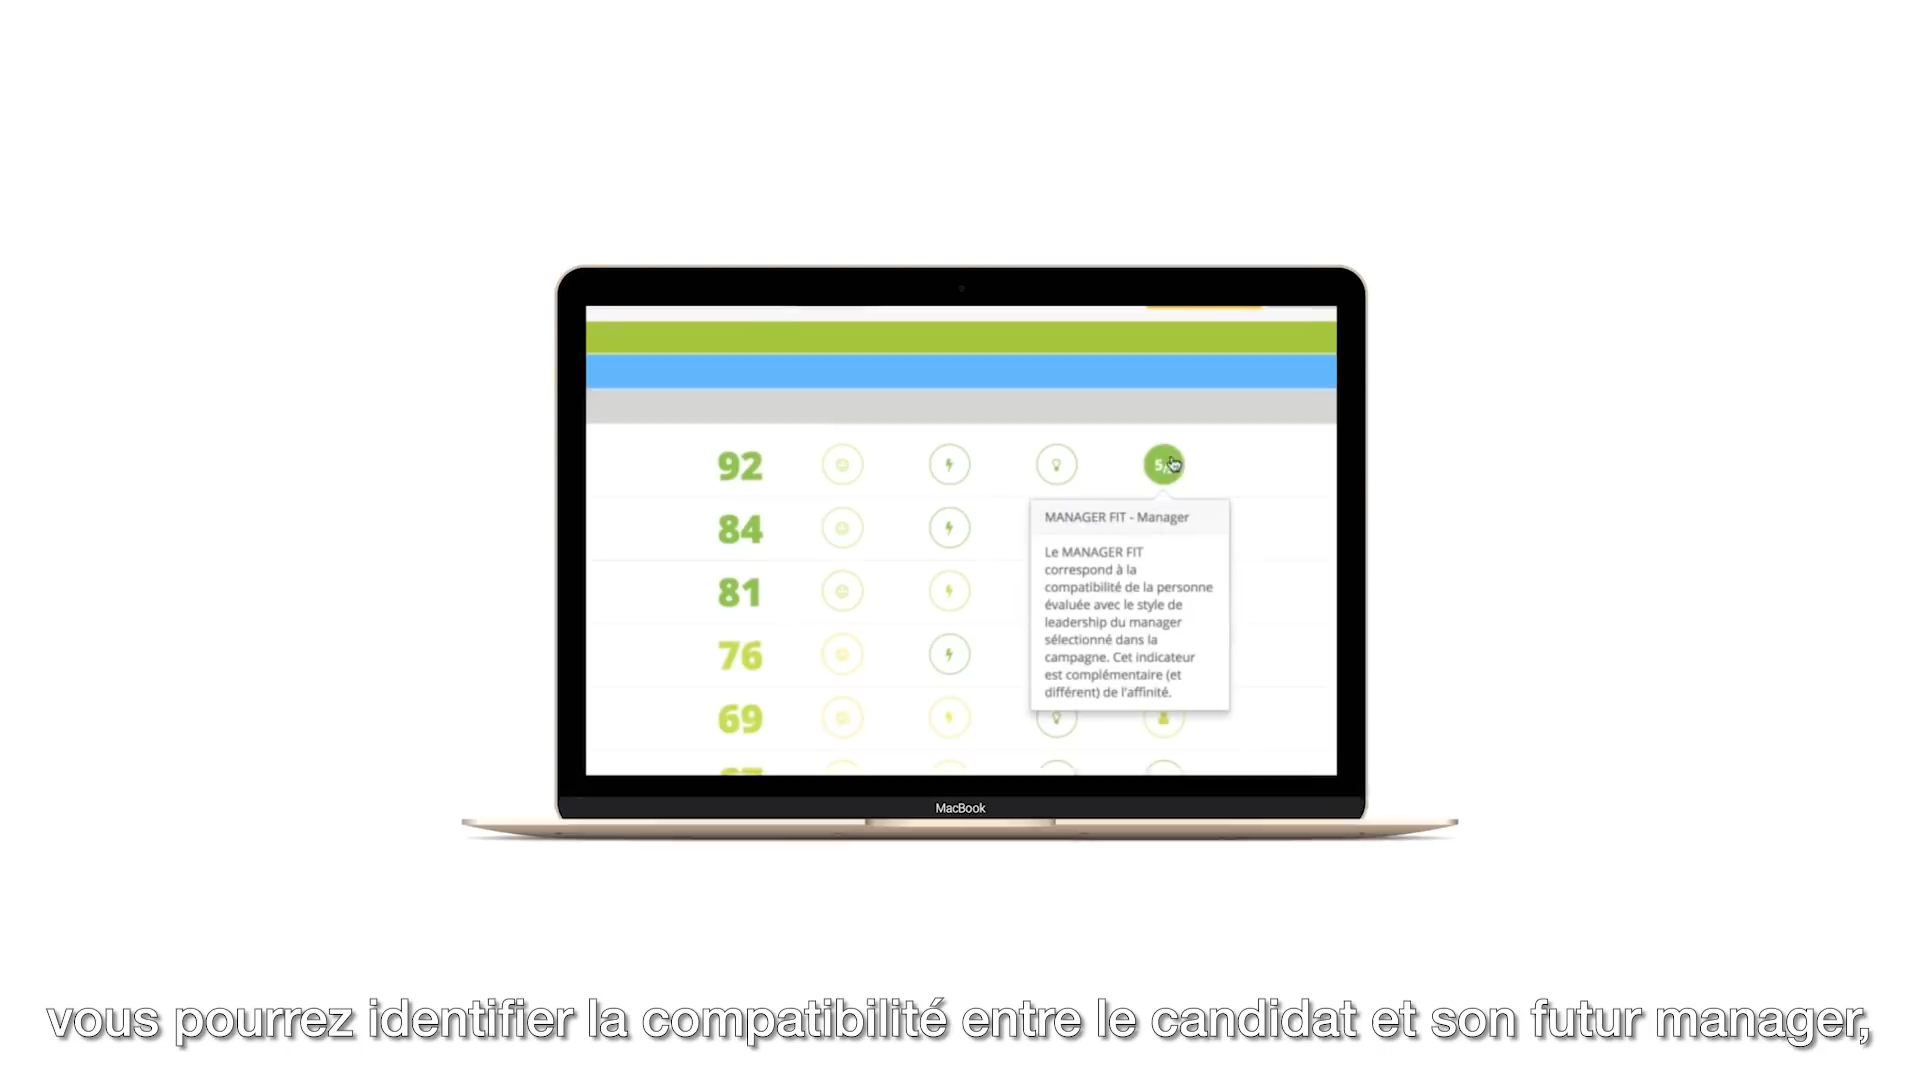 92
84
MANAGER FIT - Manager
Le MANAGER FIT
correspond à la
compatibilité de la personne
évaluée avec le style de
leadership du manager
sélectionné dans la
campagne. Cet indicateur
est complémentaire (et
différent) de l'affinité.
81
76
69
MacBook
vous pourrez identifier la compatibilité entre le candidat et son futur manager,